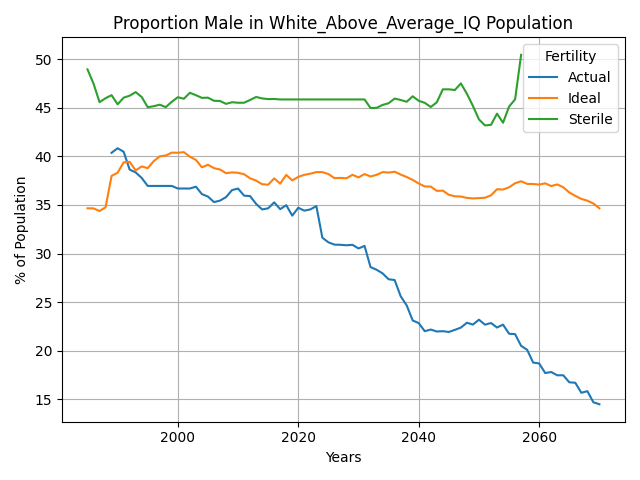 Proportion Male in White_Above_Average_IQ Population
% of Population
50
45
40
35
30
25
20
15
2000
2020
2040
2060
Years
Fertility
Actual
Ideal
Sterile